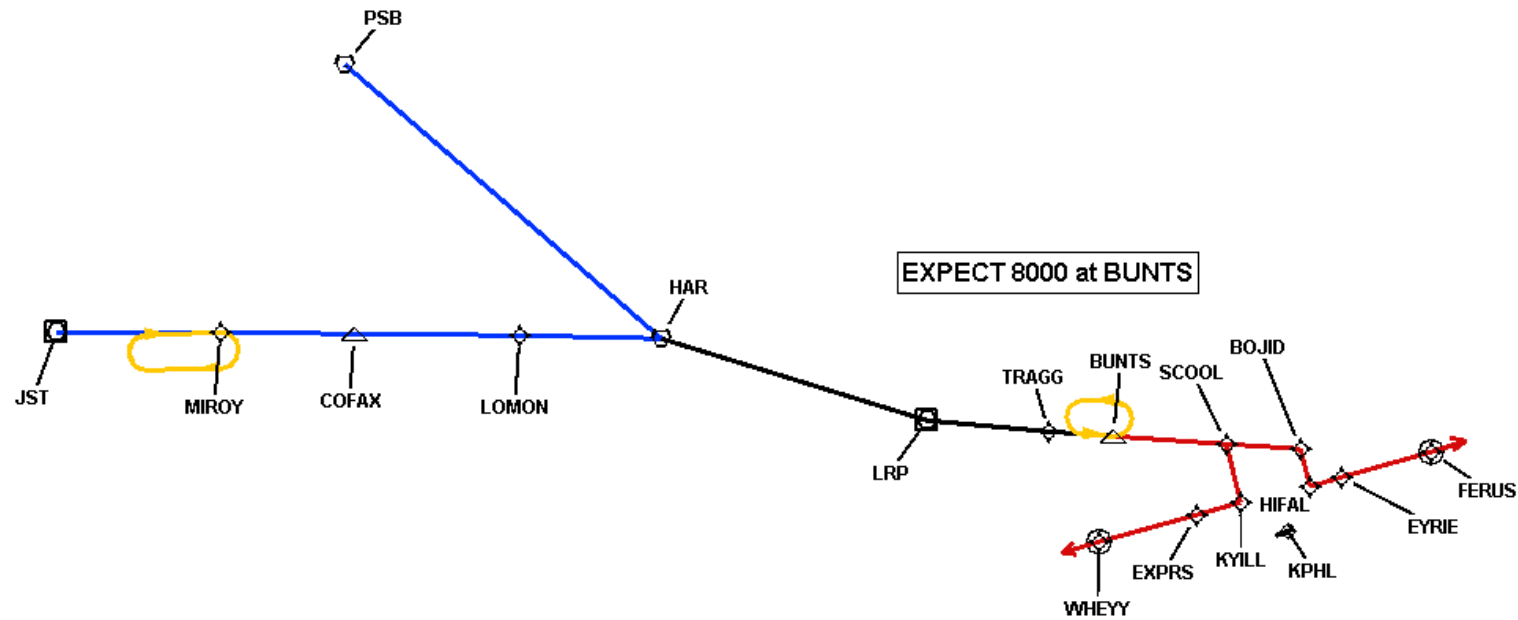 PSB
HAR
EXPECT 8000 at BUNTS
JST
MIROY
COFAX
LOMON
LRP
TRAGG
BUNTS
SCOOL
BOJID
HIFAL
FERUS
EYRIE
EXPRS
KYILL
KPHL
WHEYY